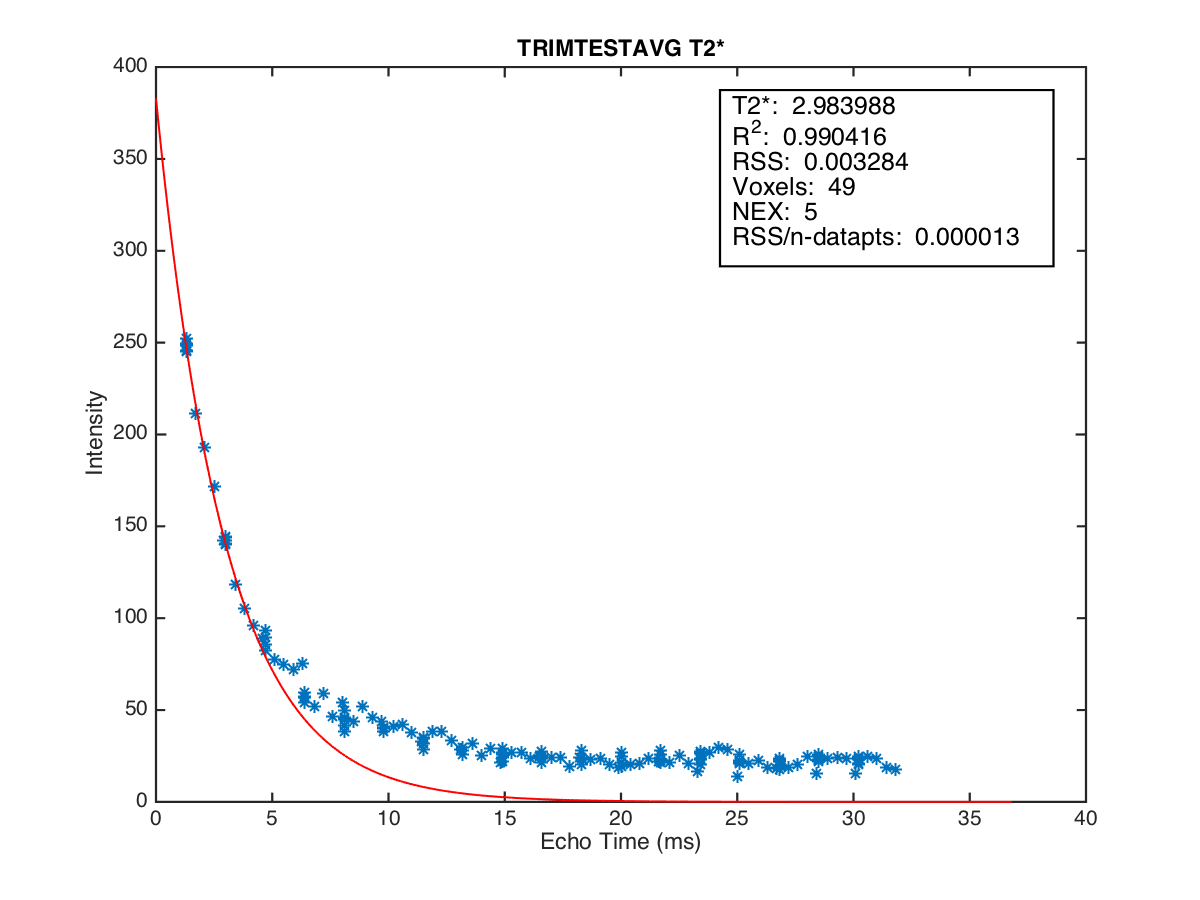 TRIMTESTAVG T2*
400
350
300
250
200
150
100
50
0
Intensity
T2*: 2.983988
R²: 0.990416
RSS: 0.003284
Voxels: 49
NEX: 5
RSS/n-datapts: 0.000013
0 5 10 15 20 25 30 35 40
Echo Time (ms)